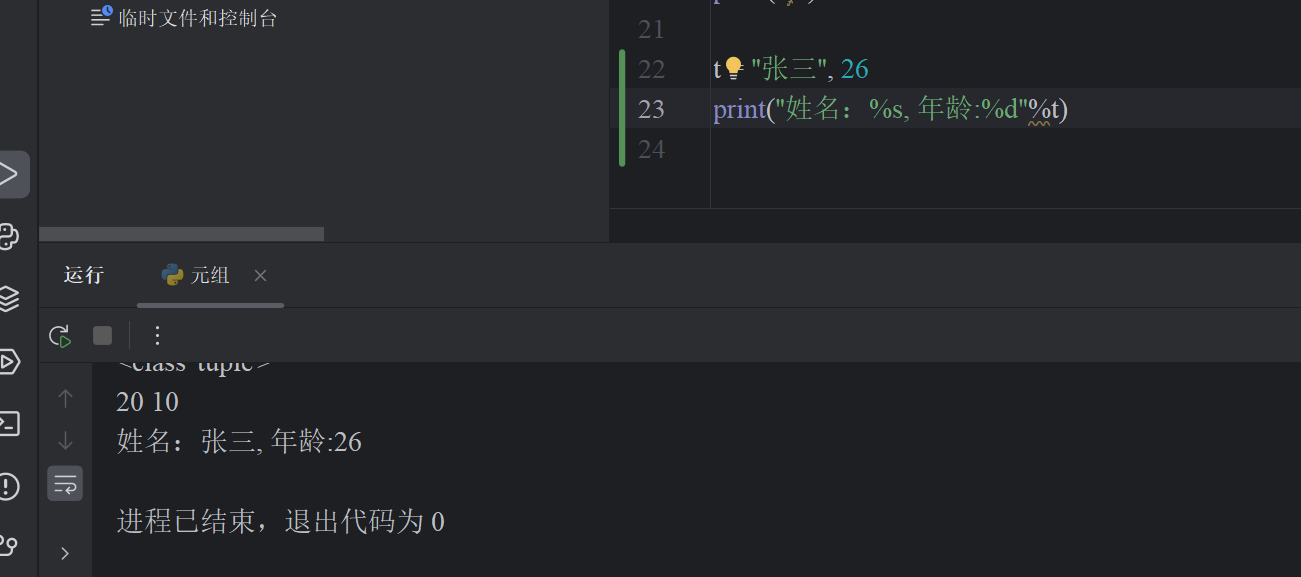 临时文件和控制台
21
22 t "张三", 26
23 print("姓名：%s, 年龄:%d"%t)
24
运行 元组
<class 'tuple'>
20 10
姓名：张三, 年龄:26
进程已结束，退出代码为 0